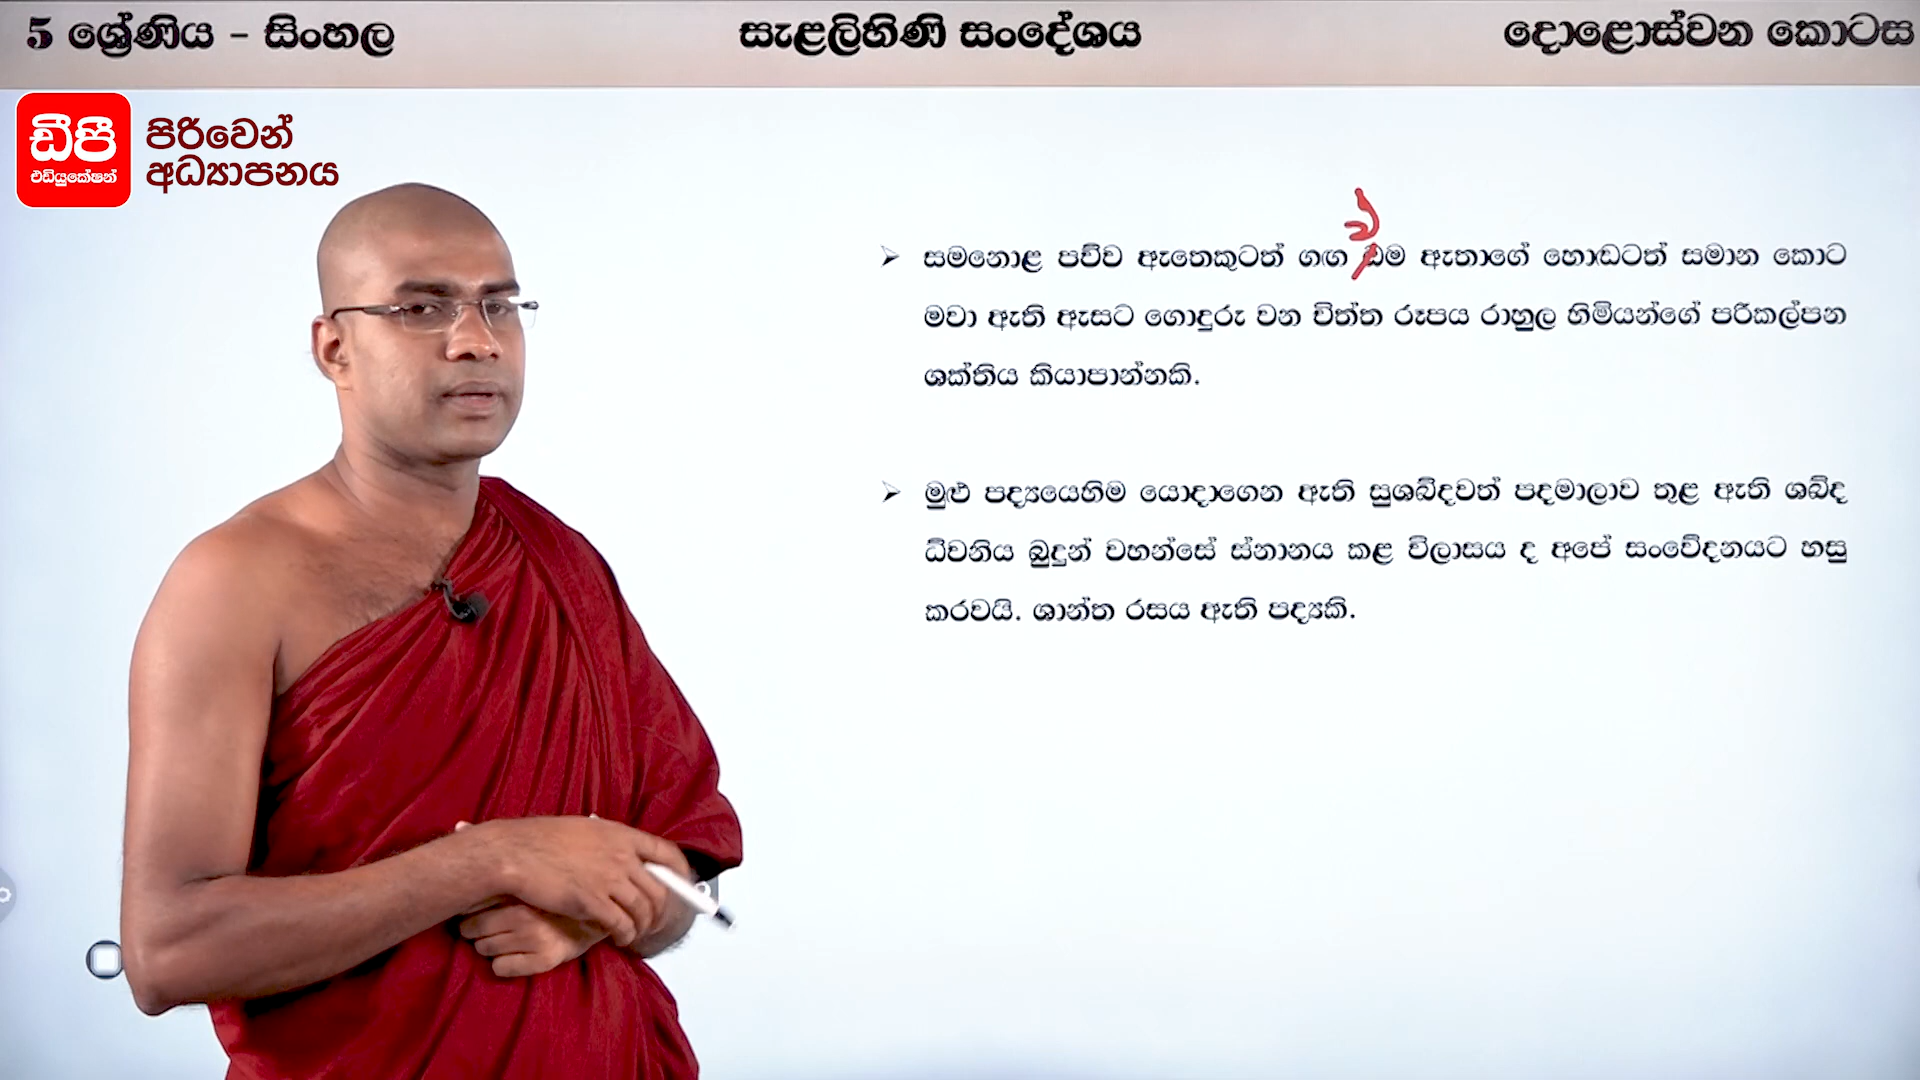 5 ශ්‍රේණිය - සිංහල
සැළලිහිණි සංදේශය
දොළොස්වන කොටස
ඩීපී
එඩියුකේෂන්
පිරිවෙන්
අධ්‍යාපනය
ඒ
➢ සමනොළ පව්ව ඇතෙකුටත් ගඟ ඩම ඇතාගේ හොඬටත් සමාන කොට
මවා ඇති ඇසට ගොදුරු වන චිත්ත රූපය රාහුල හිමියන්ගේ පරිකල්පන
ශක්තිය කියාපාන්නකි.
➢ මුළු පද්‍යයෙහිම යොදාගෙන ඇති සුශබ්දවත් පදමාලාව තුළ ඇති ශබ්ද
ධ්වනිය බුදුන් වහන්සේ ස්නානය කළ විලාසය ද අපේ සංවේදනයට හසු
කරවයි. ශාන්ත රසය ඇති පද්‍යකි.